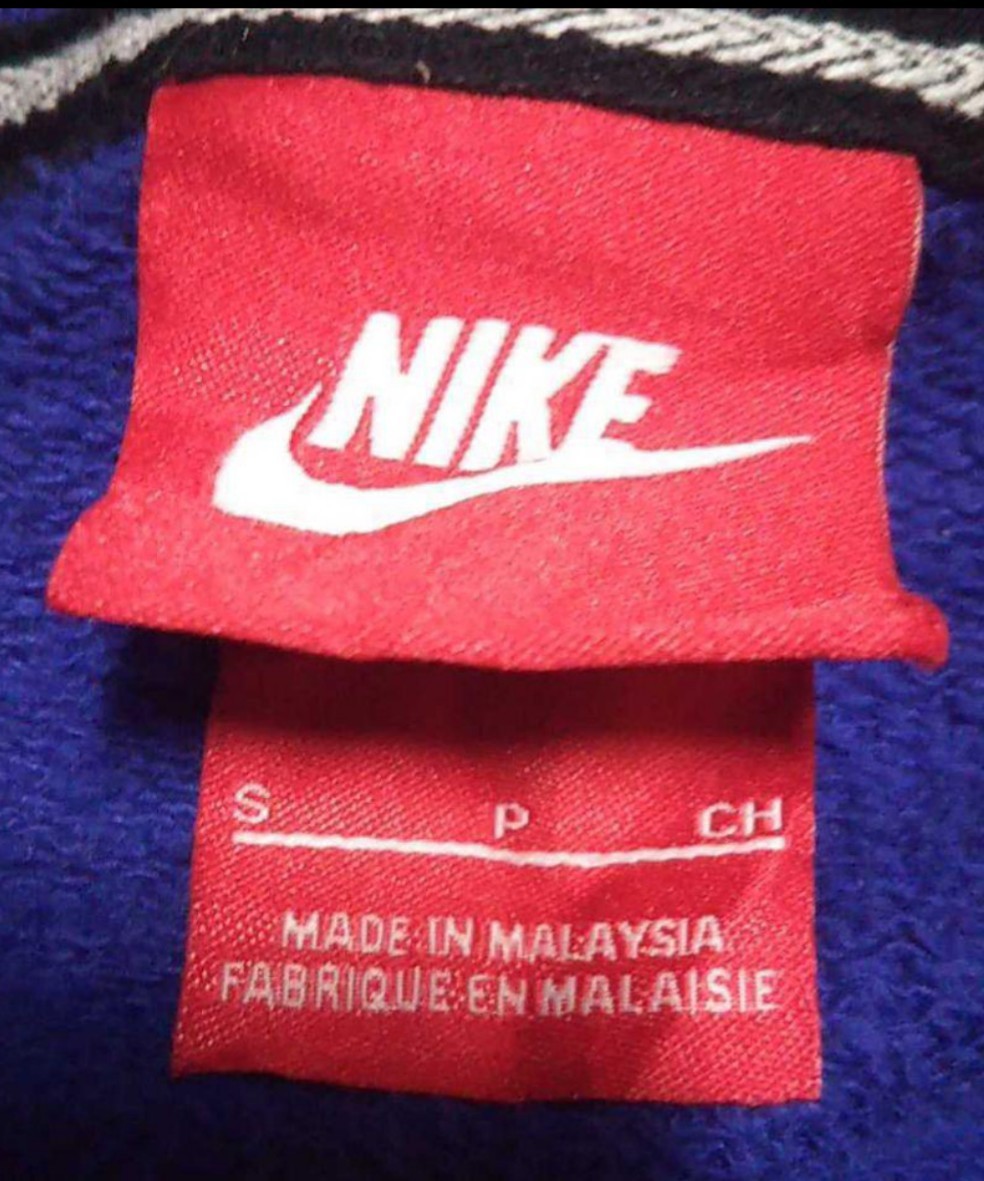 NIKE
S P CH
MADE IN MALAYSIA
FABRIQUE EN MALAISIE